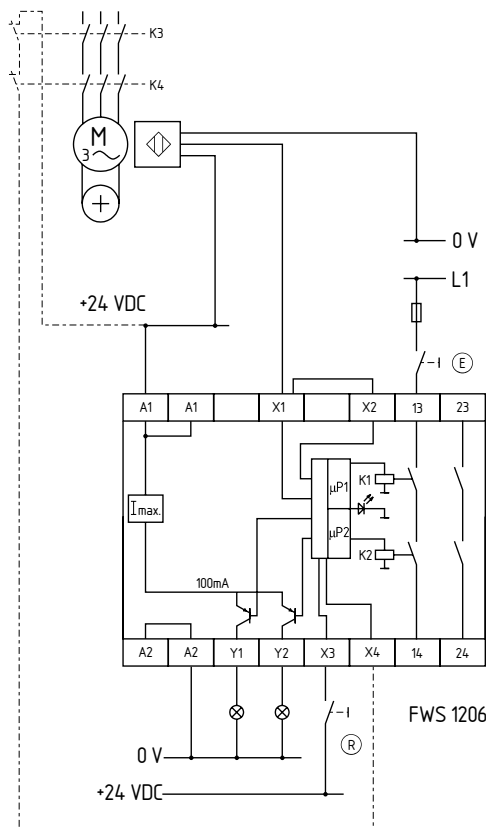 K3
K4
M
3
0 V
L1
+24 VDC
E
A1 A1 X1 X2 13 23
µP1
K1
Imax.
µP2
K2
100mA
A2 A2 Y1 Y2 X3 X4 14 24
FWS 1206
R
0 V
+24 VDC